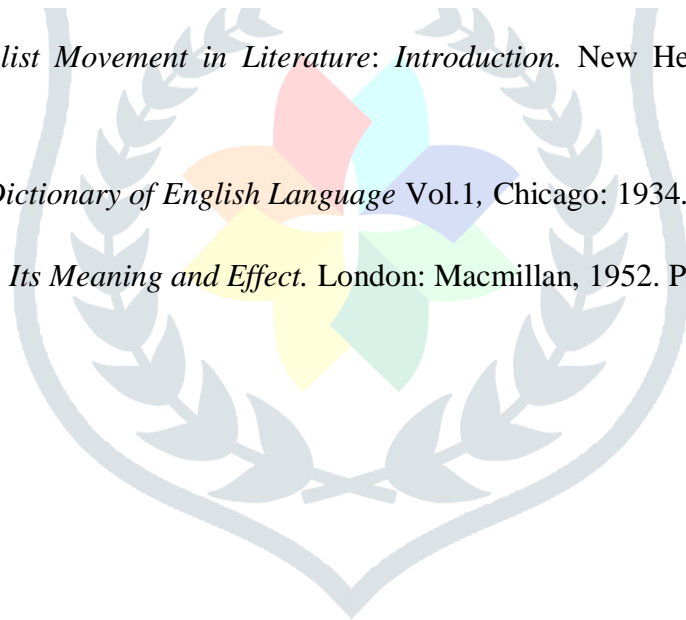 list Movement in Literature: Introduction. New He
Dictionary of English Language Vol.1, Chicago: 1934.
Its Meaning and Effect. London: Macmillan, 1952. P